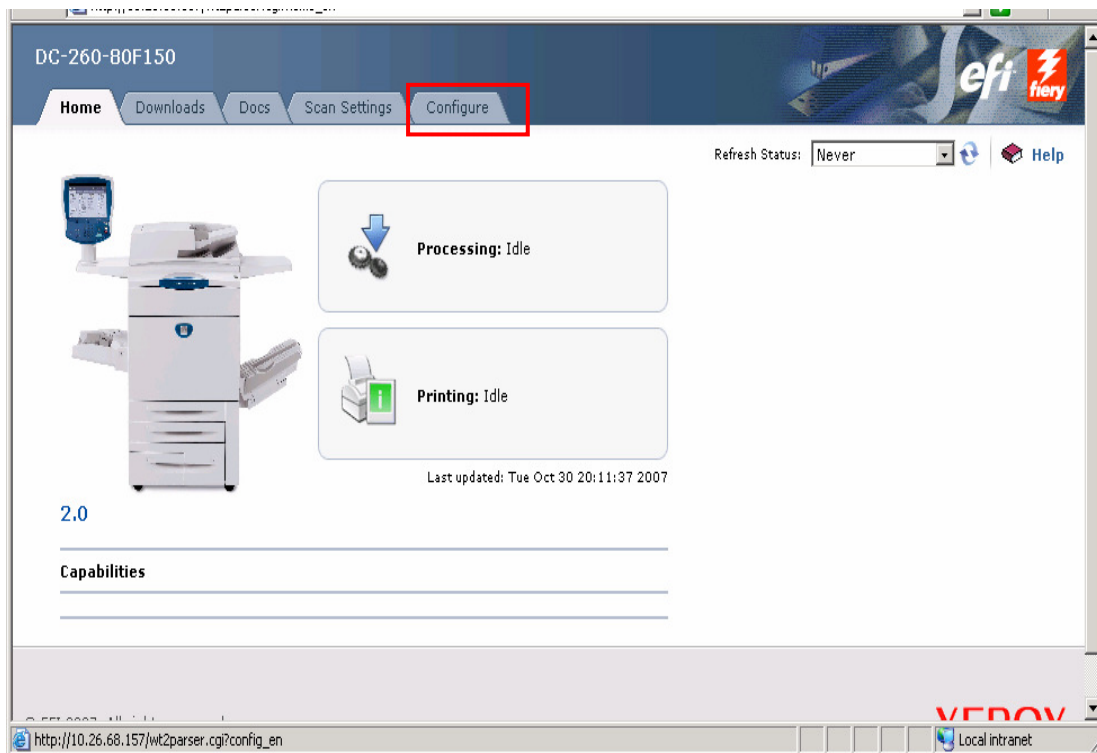 DC-260-B0F150
efi
fiery
Home
Downloads
Docs
Scan Settings
Configure
Refresh Status: Never
Help
Processing: Idle
Printing: Idle
Last updated: Tue Oct 30 20:11:37 2007
2.0
Capabilities
XEROX
http://10.26.68.157/wt2parser.cgi?config_en
Local intranet